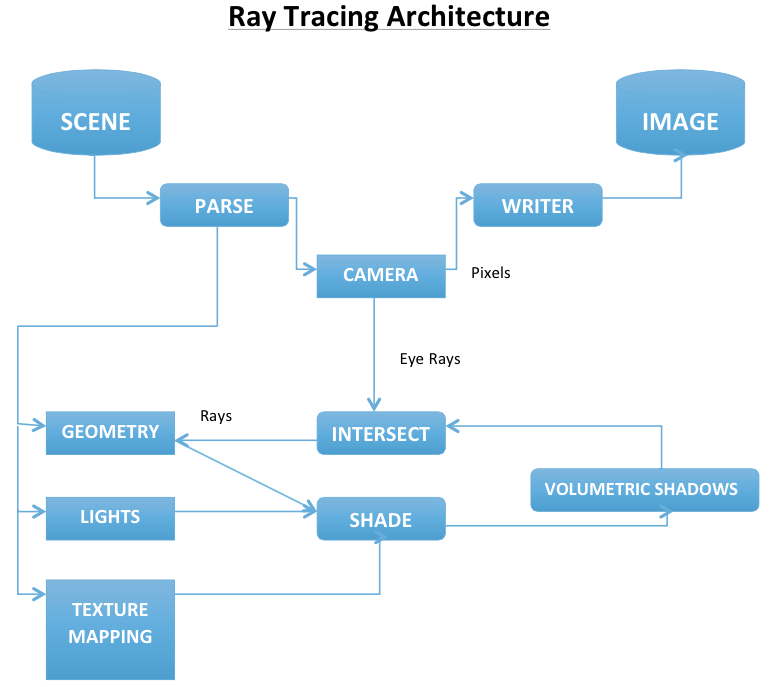 Ray Tracing Architecture
SCENE
IMAGE
PARSE
WRITER
CAMERA
Pixels
Eye Rays
Rays
GEOMETRY
INTERSECT
VOLUMETRIC SHADOWS
LIGHTS
SHADE
TEXTURE
MAPPING